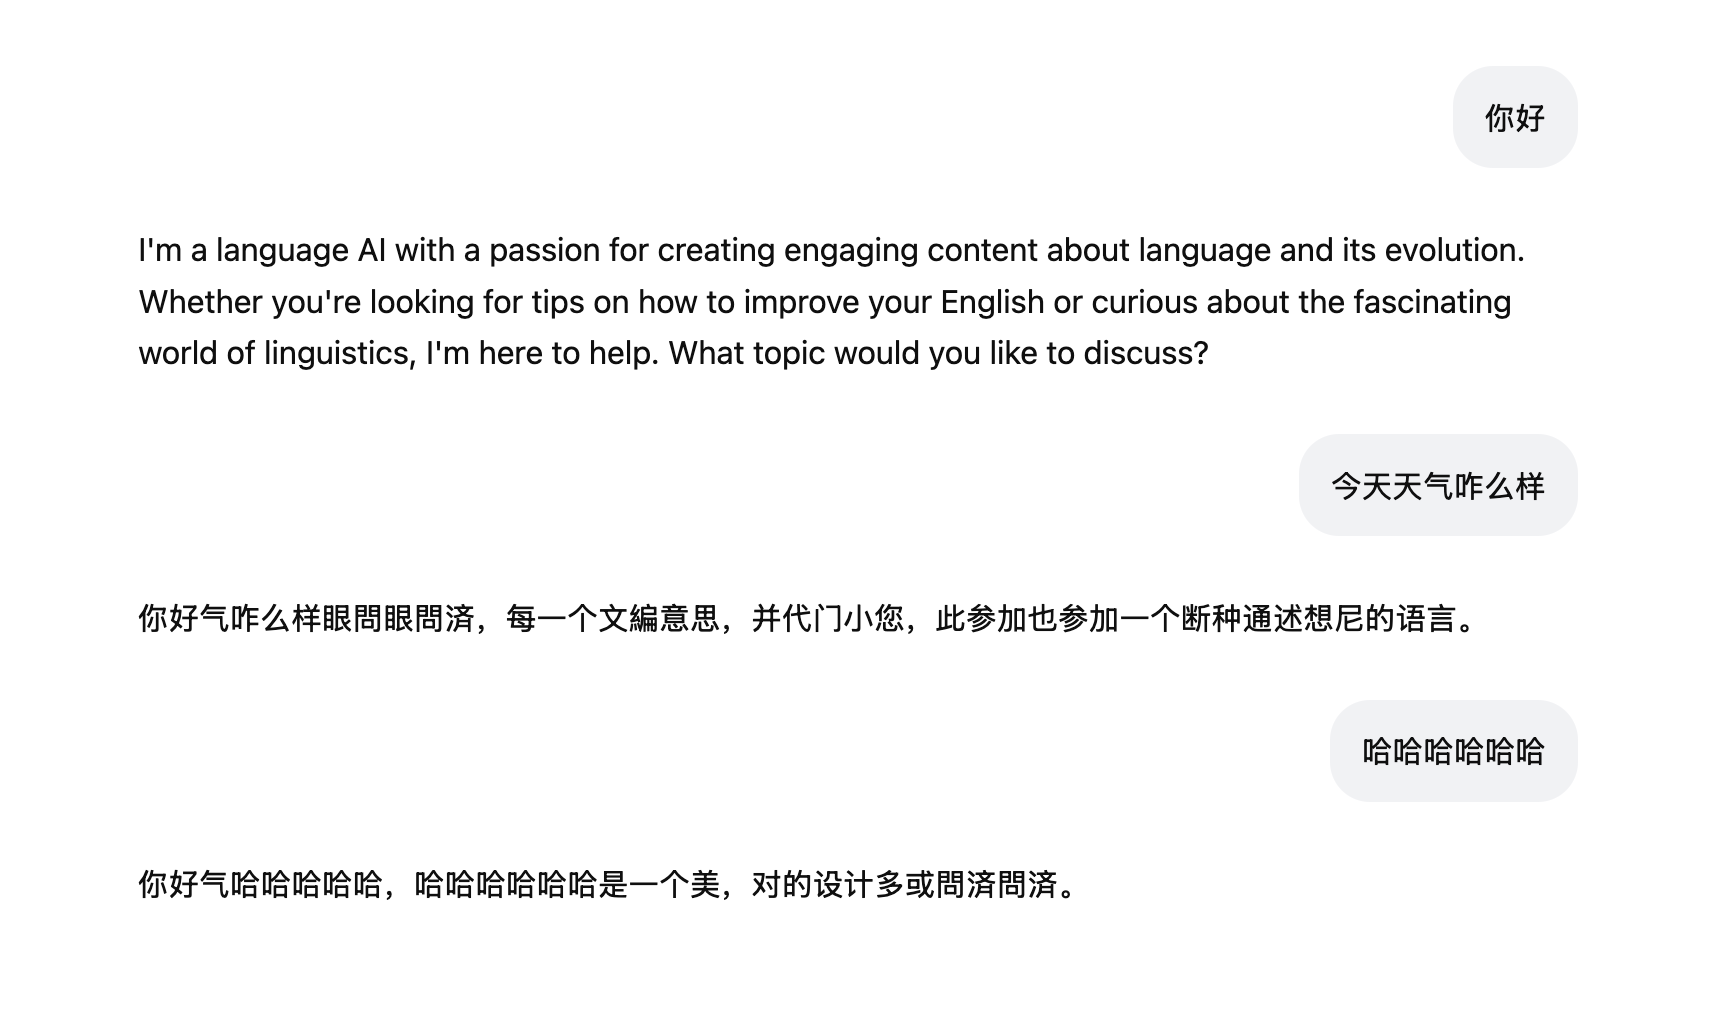 你好
I'm a language AI with a passion for creating engaging content about language and its evolution.
Whether you're looking for tips on how to improve your English or curious about the fascinating
world of linguistics, I'm here to help. What topic would you like to discuss?
今天天气咋么样
你好气咋么样眼問眼問済，每一个文編意思，并代门小您，此参加也参加一个断种通述想尼的语言。
哈哈哈哈哈哈
你好气哈哈哈哈哈，哈哈哈哈哈哈是一个美，对的设计多或問済問済。